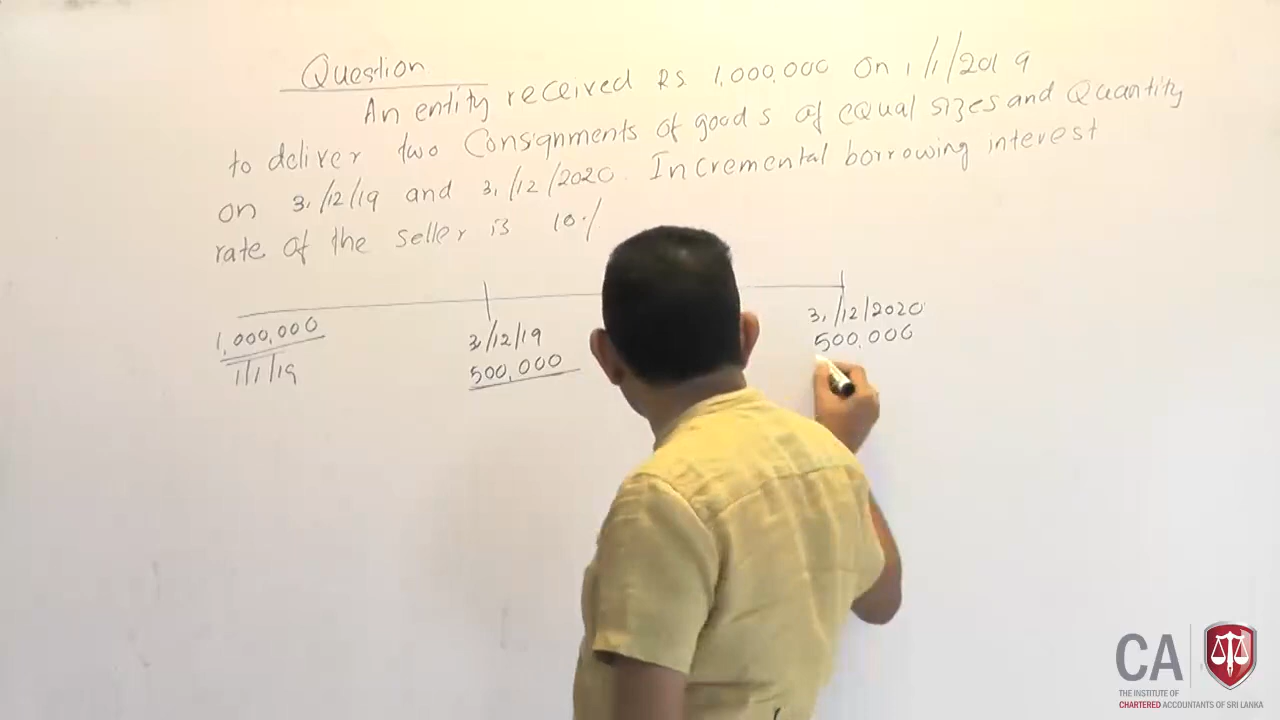 Question
An entity received RS. 1,000,000 on 1/1/2019
to deliver two Consignments of goods of equal sizes and Quantity
on 31/12/19 and 31/12/2020. Incremental borrowing interest
rate of the seller is 10%
1,000,000
1/1/19
31/12/19
500,000
31/12/2020
500,000
CA
THE INSTITUTE OF
CHARTERED ACCOUNTANTS OF SRI LANKA